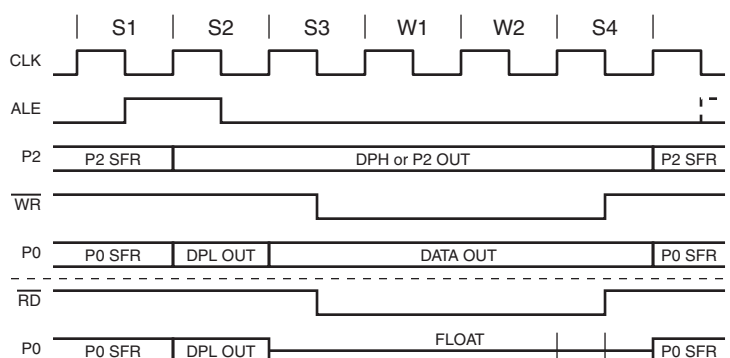 S1 S2 S3 W1 W2 S4
CLK
ALE
P2 P2 SFR DPH or P2 OUT P2 SFR
WR
P0 P0 SFR DPL OUT DATA OUT P0 SFR
RD
P0 P0 SFR DPL OUT FLOAT P0 SFR